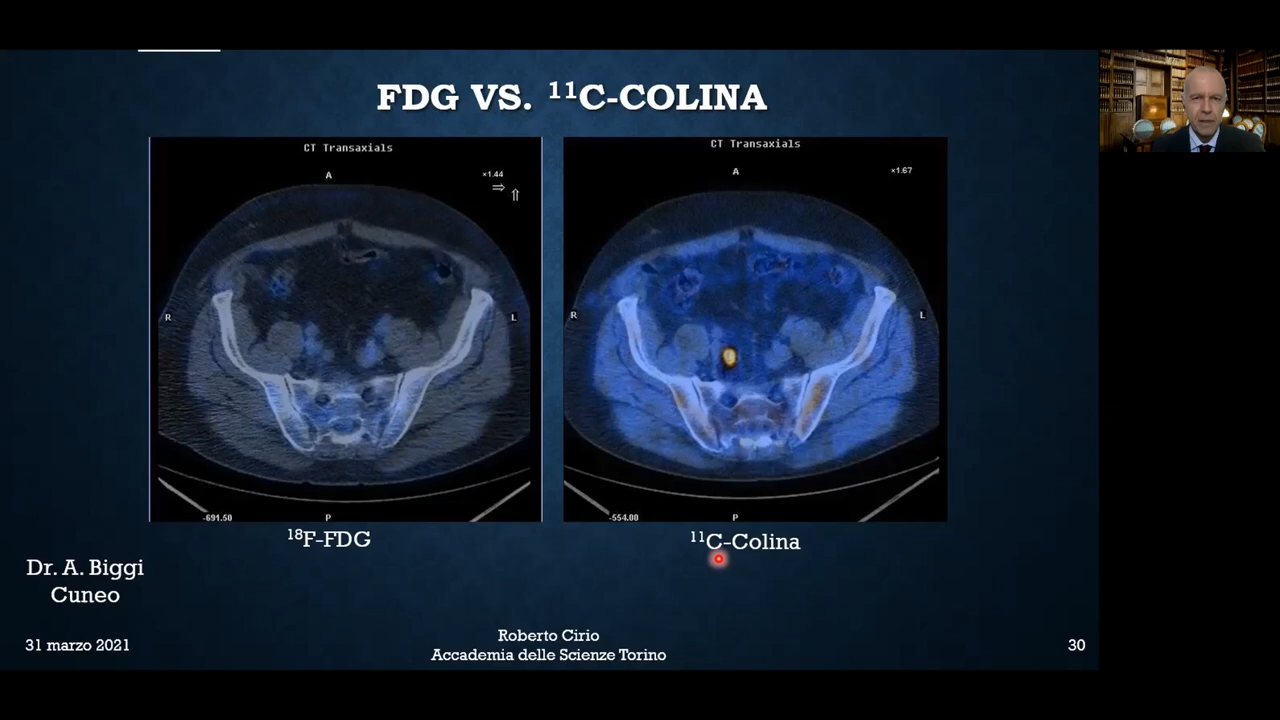 FDG VS. ¹¹C-COLINA
CT Transaxials
A
×1.44
R
L
-691.50
P
CT Transaxials
A
×1.67
R
L
-554.00
P
¹⁸F-FDG
¹¹C-Colina
Dr. A. Biggi
Cuneo
31 marzo 2021
Roberto Cirio
Accademia delle Scienze Torino
30